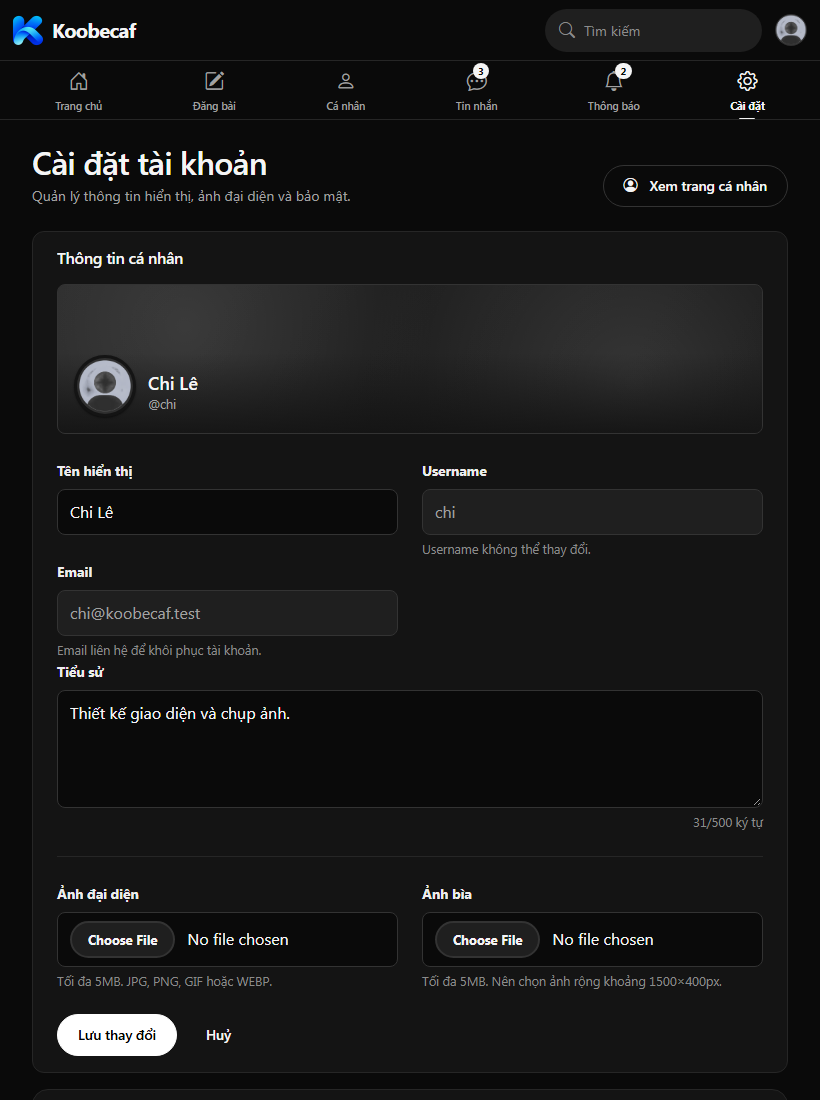 Koobecaf
Tìm kiếm
Trang chủ
Đăng bài
Cá nhân
3
Tin nhắn
2
Thông báo
Cài đặt
Cài đặt tài khoản
Quản lý thông tin hiển thị, ảnh đại diện và bảo mật.
Xem trang cá nhân
Thông tin cá nhân
Chi Lê
@chi
Tên hiển thị
Username
Chi Lê
chi
Username không thể thay đổi.
Email
chi@koobecaf.test
Email liên hệ để khôi phục tài khoản.
Tiểu sử
Thiết kế giao diện và chụp ảnh.
31/500 ký tự
Ảnh đại diện
Ảnh bìa
Choose File No file chosen
Choose File No file chosen
Tối đa 5MB. JPG, PNG, GIF hoặc WEBP.
Tối đa 5MB. Nên chọn ảnh rộng khoảng 1500×400px.
Lưu thay đổi
Huỷ